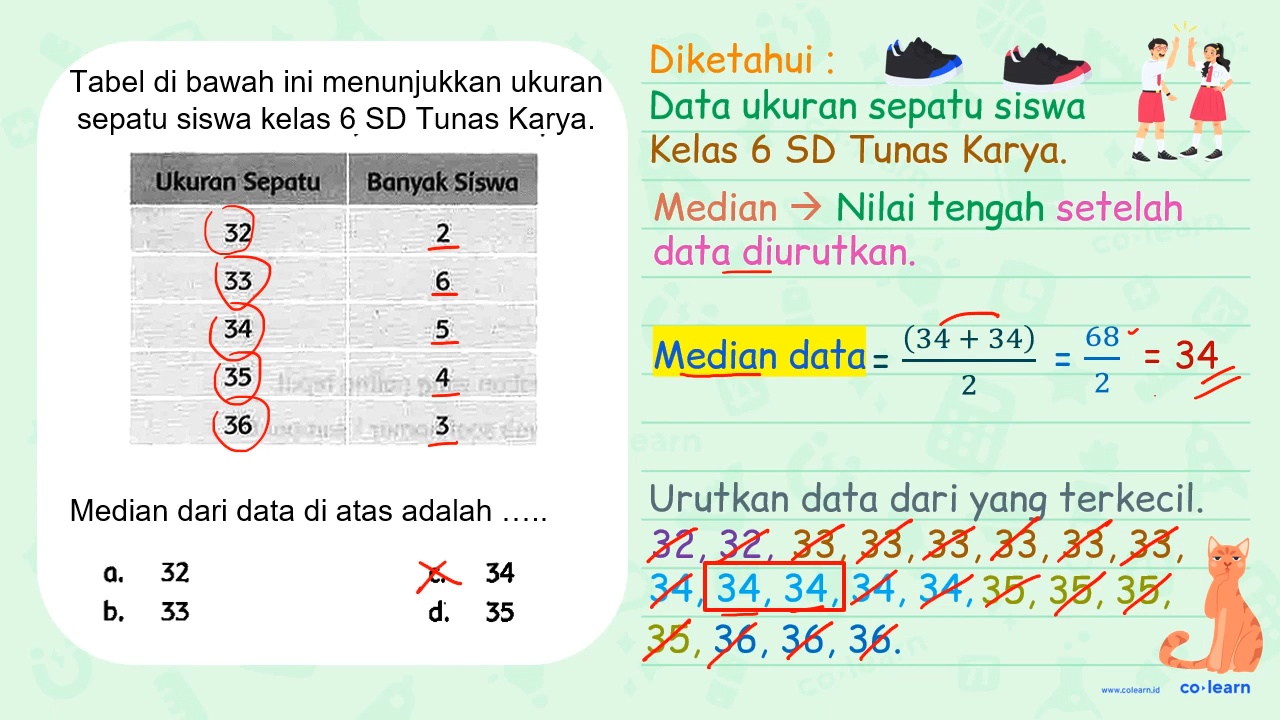 Tabel di bawah ini menunjukkan ukuran
sepatu siswa kelas 6 SD Tunas Karya.
Ukuran Sepatu Banyak Siswa
32 2
33 6
34 5
35 4
36 3
Median dari data di atas adalah …..
a. 32 c. 34
b. 33 d. 35
Diketahui :
Data ukuran sepatu siswa
Kelas 6 SD Tunas Karya.
Median → Nilai tengah setelah
data diurutkan.
Median data = (34 + 34)/2 = 68/2 = 34
Urutkan data dari yang terkecil.
32, 32, 33, 33, 33, 33, 33, 33,
34, 34, 34, 34, 34, 35, 35, 35,
35, 36, 36, 36.
www.colearn.id co·learn